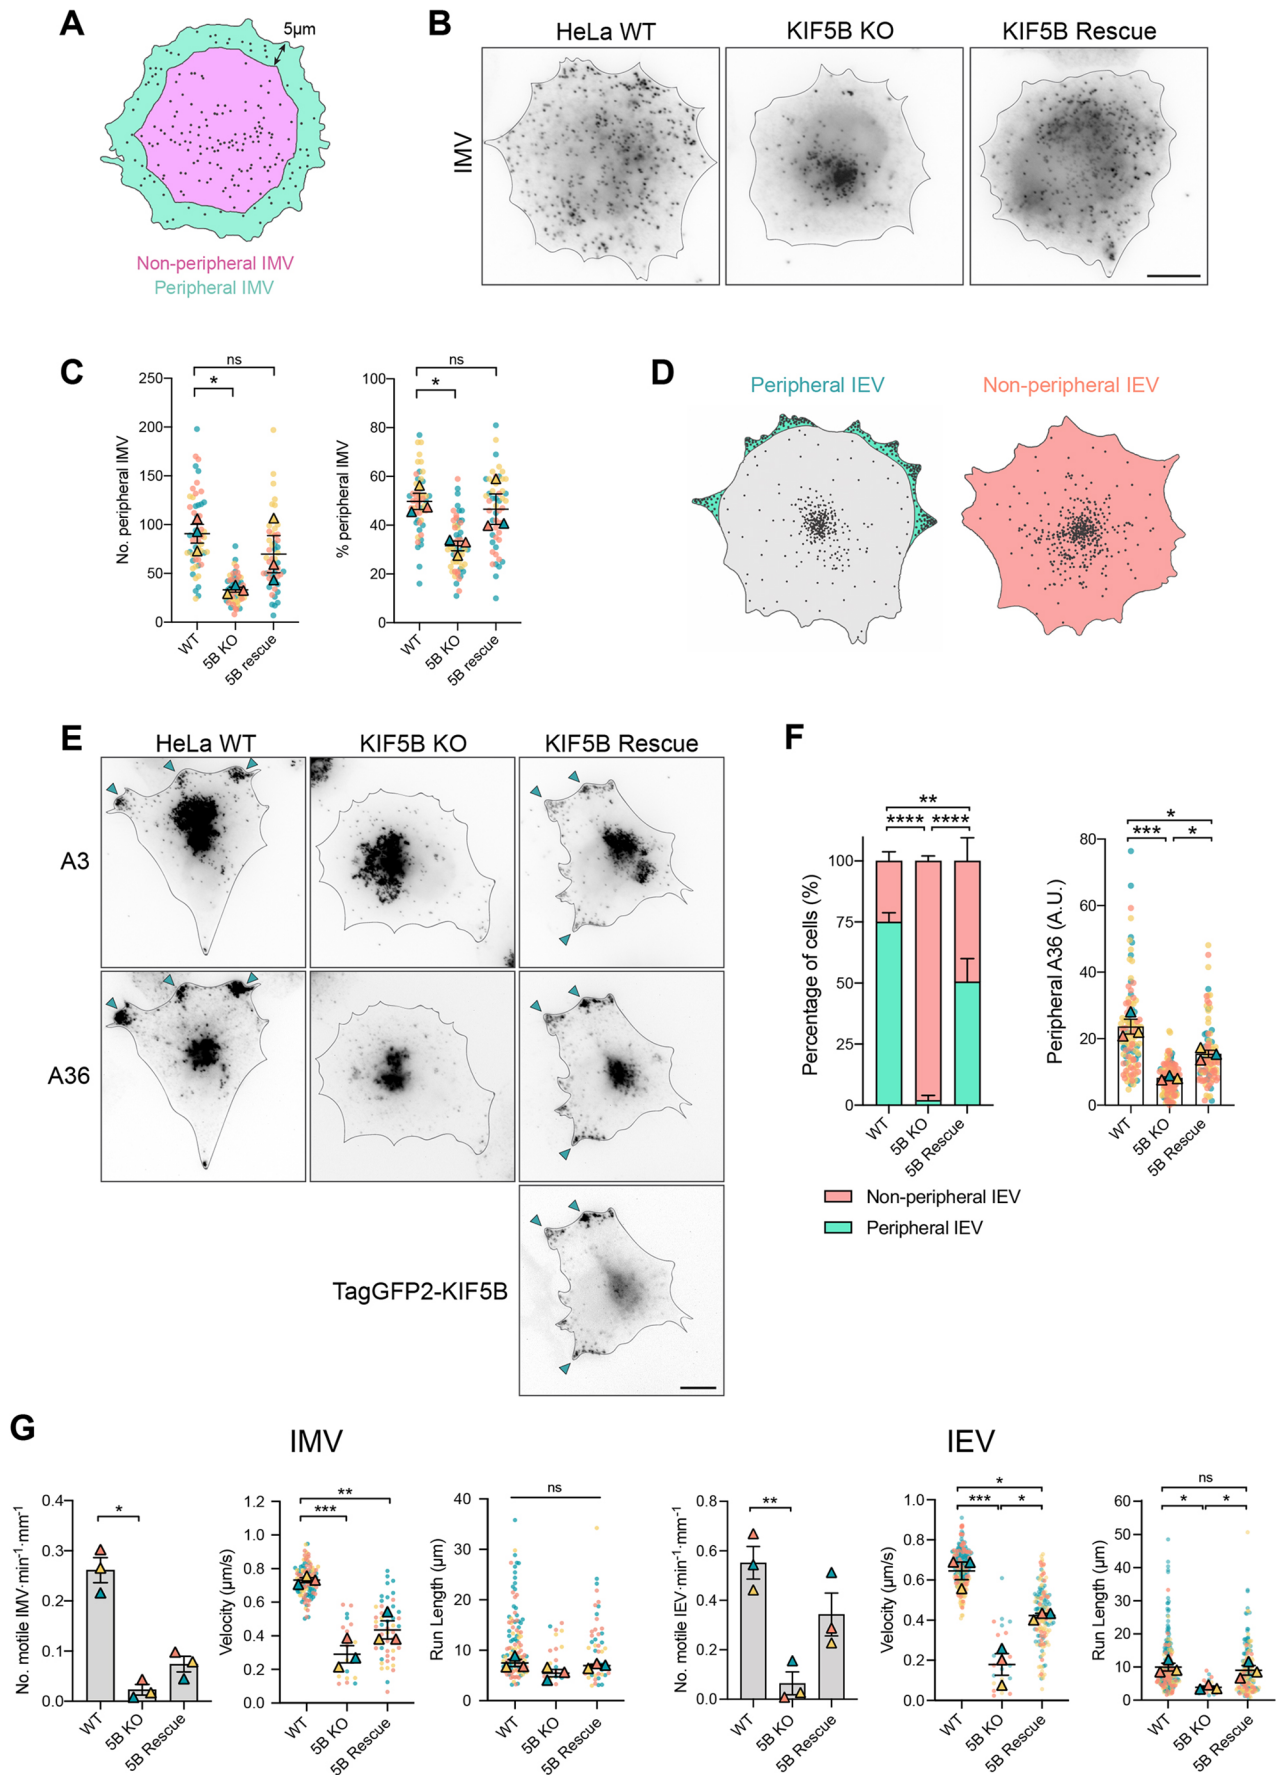 A
5µm
Non-peripheral IMV
Peripheral IMV
B
HeLa WT
KIF5B KO
KIF5B Rescue
IMV
C
No. peripheral IMV
250
200
150
100
50
0
*
ns
WT
5B KO
5B rescue
% peripheral IMV
100
80
60
40
20
0
*
ns
WT
5B KO
5B rescue
D
Peripheral IEV
Non-peripheral IEV
E
HeLa WT
KIF5B KO
KIF5B Rescue
A3
A36
TagGFP2-KIF5B
F
Percentage of cells (%)
100
75
50
25
0
**
****
****
WT
5B KO
5B Rescue
Non-peripheral IEV
Peripheral IEV
Peripheral A36 (A.U.)
80
60
40
20
0
*
***
*
WT
5B KO
5B Rescue
G
IMV
No. motile IMV·min⁻¹·mm⁻¹
0.4
0.3
0.2
0.1
0.0
*
WT
5B KO
5B Rescue
Velocity (µm/s)
1.2
1.0
0.8
0.6
0.4
0.2
0.0
**
***
WT
5B KO
5B Rescue
Run Length (µm)
40
30
20
10
0
ns
WT
5B KO
5B Rescue
IEV
No. motile IEV·min⁻¹·mm⁻¹
0.8
0.6
0.4
0.2
0.0
**
WT
5B KO
5B Rescue
Velocity (µm/s)
1.0
0.8
0.6
0.4
0.2
0.0
*
***
*
WT
5B KO
5B Rescue
Run Length (µm)
60
50
40
30
20
10
0
ns
*
*
WT
5B KO
5B Rescue